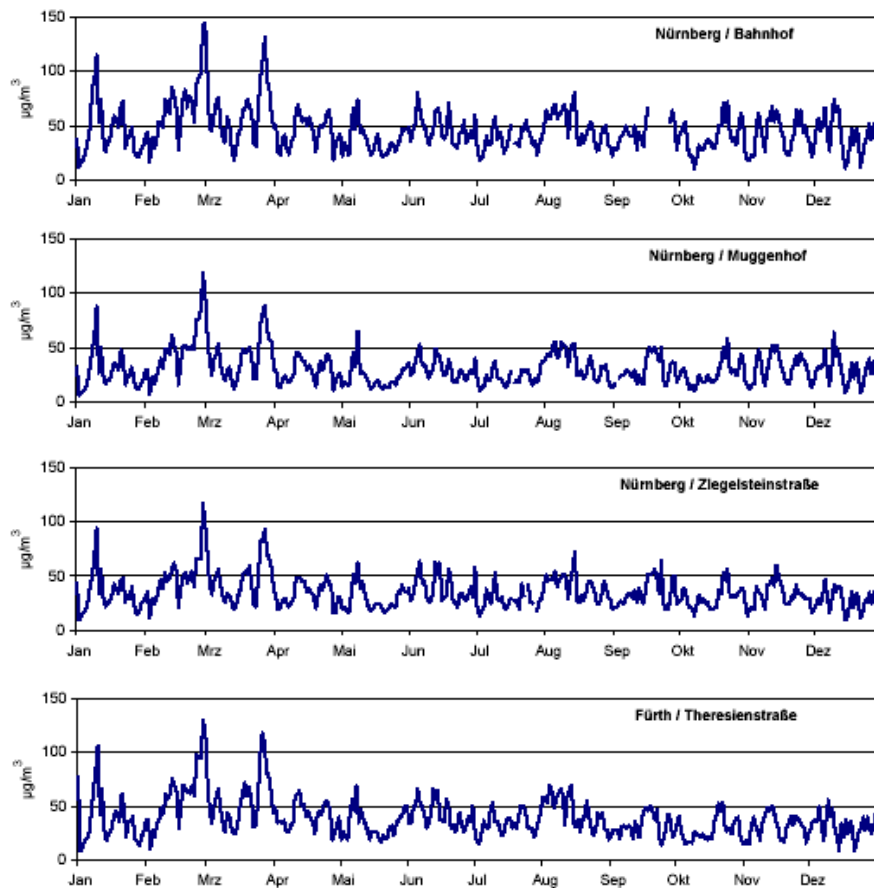 Nürnberg / Bahnhof
150
100
50
0
µg/m³
Jan Feb Mrz Apr Mai Jun Jul Aug Sep Okt Nov Dez
Nürnberg / Muggenhof
150
100
50
0
µg/m³
Jan Feb Mrz Apr Mai Jun Jul Aug Sep Okt Nov Dez
Nürnberg / Ziegelsteinstraße
150
100
50
0
µg/m³
Jan Feb Mrz Apr Mai Jun Jul Aug Sep Okt Nov Dez
Fürth / Theresienstraße
150
100
50
0
µg/m³
Jan Feb Mrz Apr Mai Jun Jul Aug Sep Okt Nov Dez